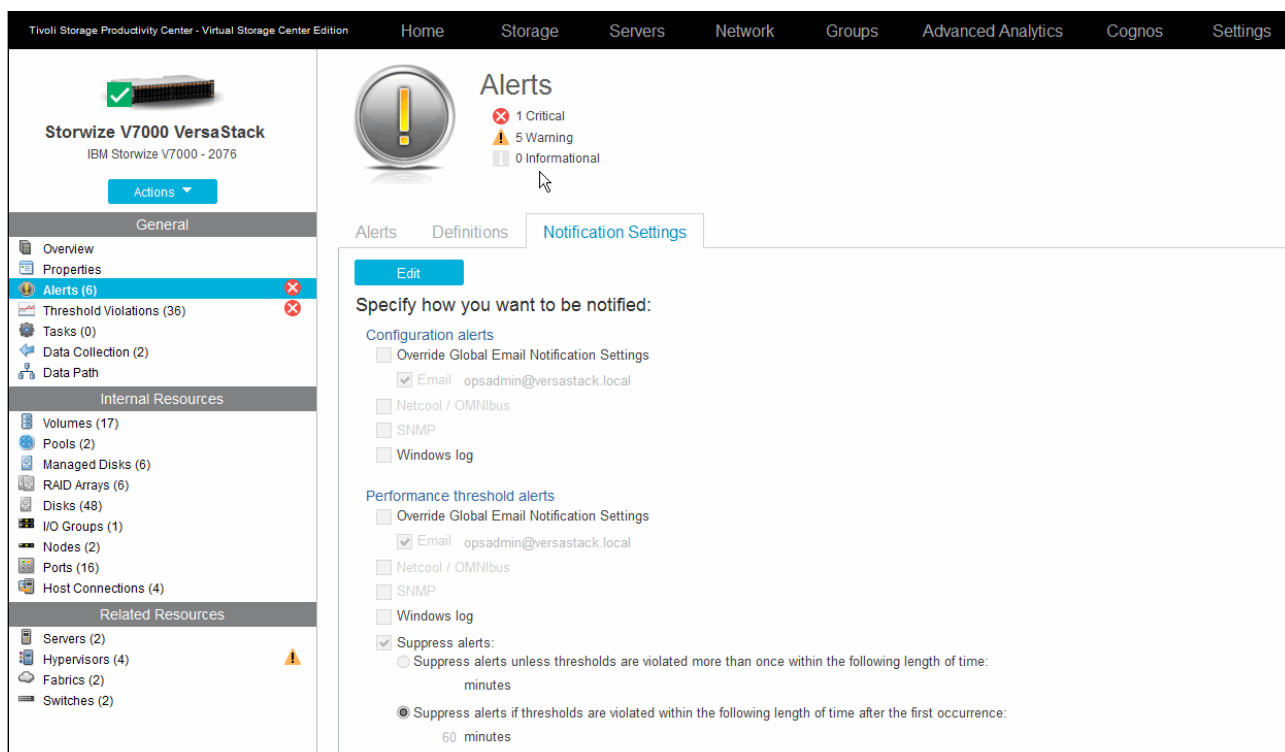 Tivoli Storage Productivity Center - Virtual Storage Center Edition Home Storage Servers Network Groups Advanced Analytics Cognos Settings
Storwize V7000 VersaStack
IBM Storwize V7000 - 2076
Actions
General
Overview
Properties
Alerts (6)
Threshold Violations (36)
Tasks (0)
Data Collection (2)
Data Path
Internal Resources
Volumes (17)
Pools (2)
Managed Disks (6)
RAID Arrays (6)
Disks (48)
I/O Groups (1)
Nodes (2)
Ports (16)
Host Connections (4)
Related Resources
Servers (2)
Hypervisors (4)
Fabrics (2)
Switches (2)
Alerts
1 Critical
5 Warning
0 Informational
Alerts Definitions Notification Settings
Edit
Specify how you want to be notified:
Configuration alerts
Override Global Email Notification Settings
Email opsadmin@versastack.local
Netcool / OMNIbus
SNMP
Windows log
Performance threshold alerts
Override Global Email Notification Settings
Email opsadmin@versastack.local
Netcool / OMNIbus
SNMP
Windows log
Suppress alerts:
Suppress alerts unless thresholds are violated more than once within the following length of time:
minutes
Suppress alerts if thresholds are violated within the following length of time after the first occurrence:
60 minutes